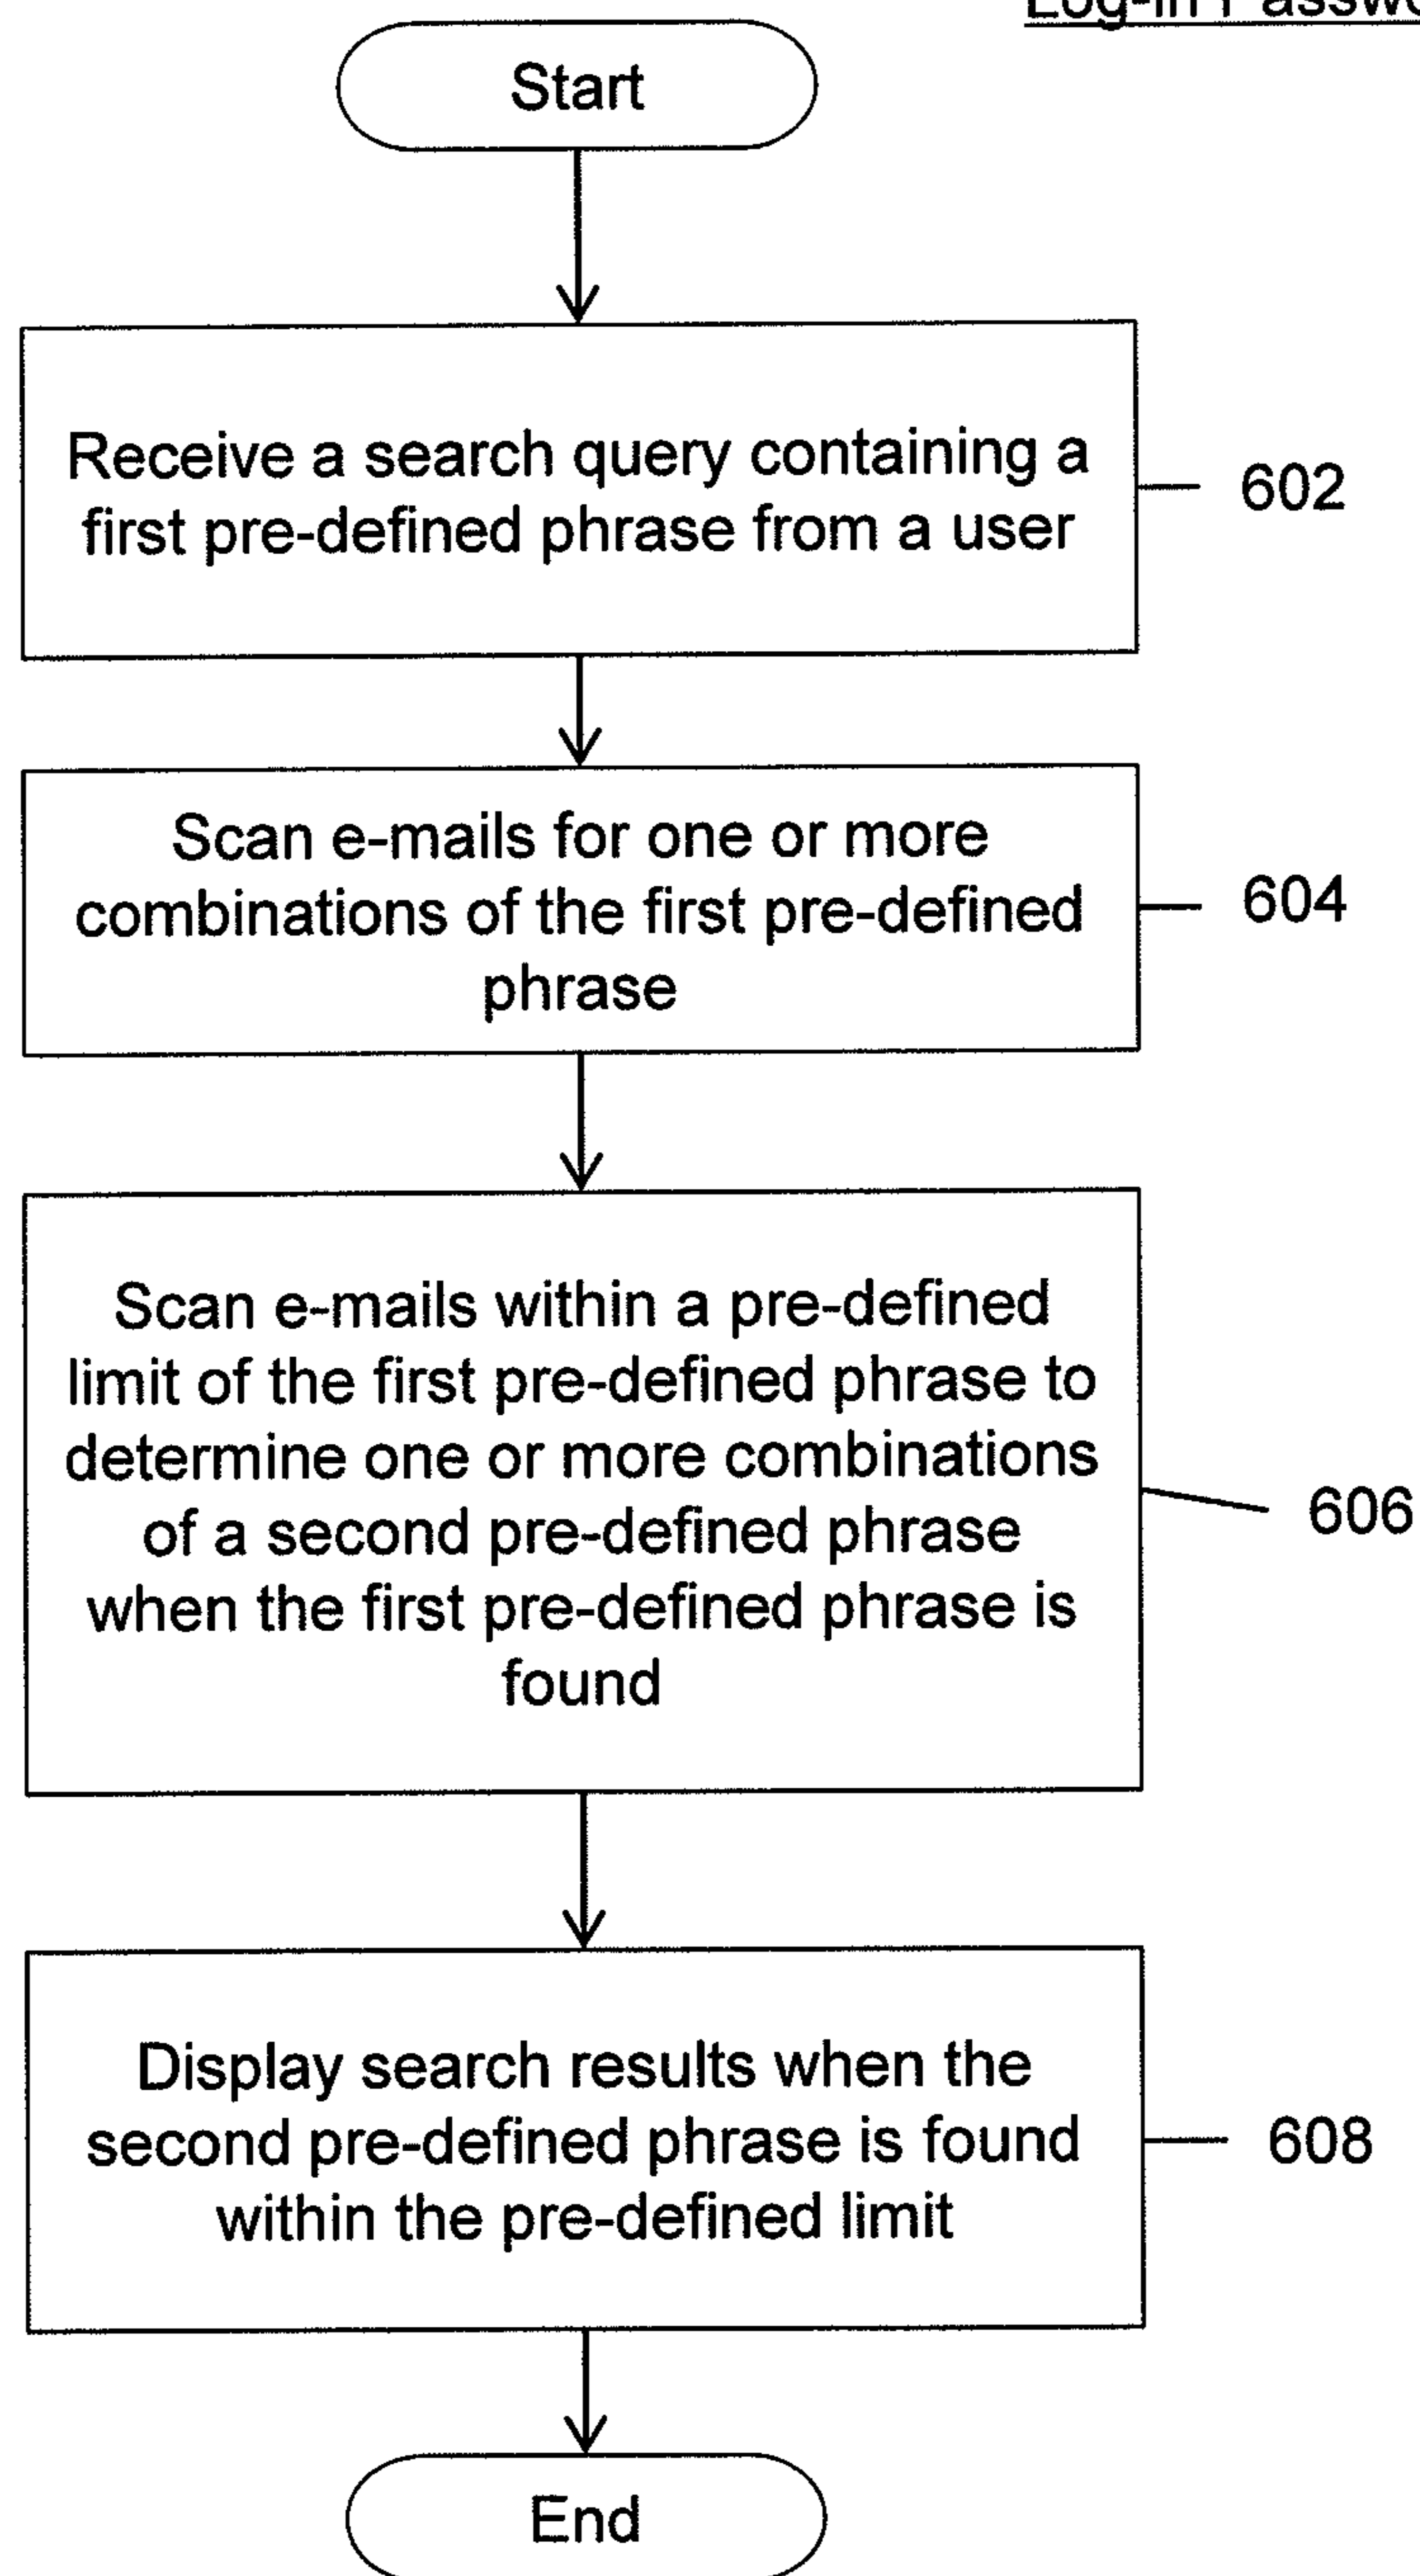 Log-in
Start
Receive a search query containing a
first pre-defined phrase from a user
602
Scan e-mails for one or more
combinations of the first pre-defined
phrase
604
Scan e-mails within a pre-defined
limit of the first pre-defined phrase to
determine one or more combinations
of a second pre-defined phrase
when the first pre-defined phrase is
found
606
Display search results when the
second pre-defined phrase is found
within the pre-defined limit
608
End